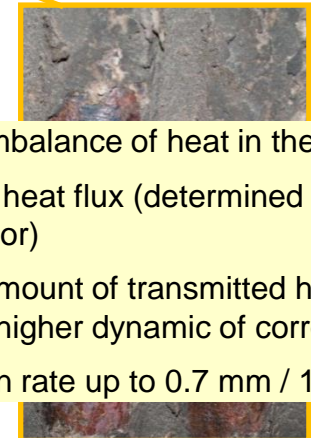 mbalance of heat in the
heat flux (determined
or)
mount of transmitted h
higher dynamic of corr
n rate up to 0.7 mm / 1